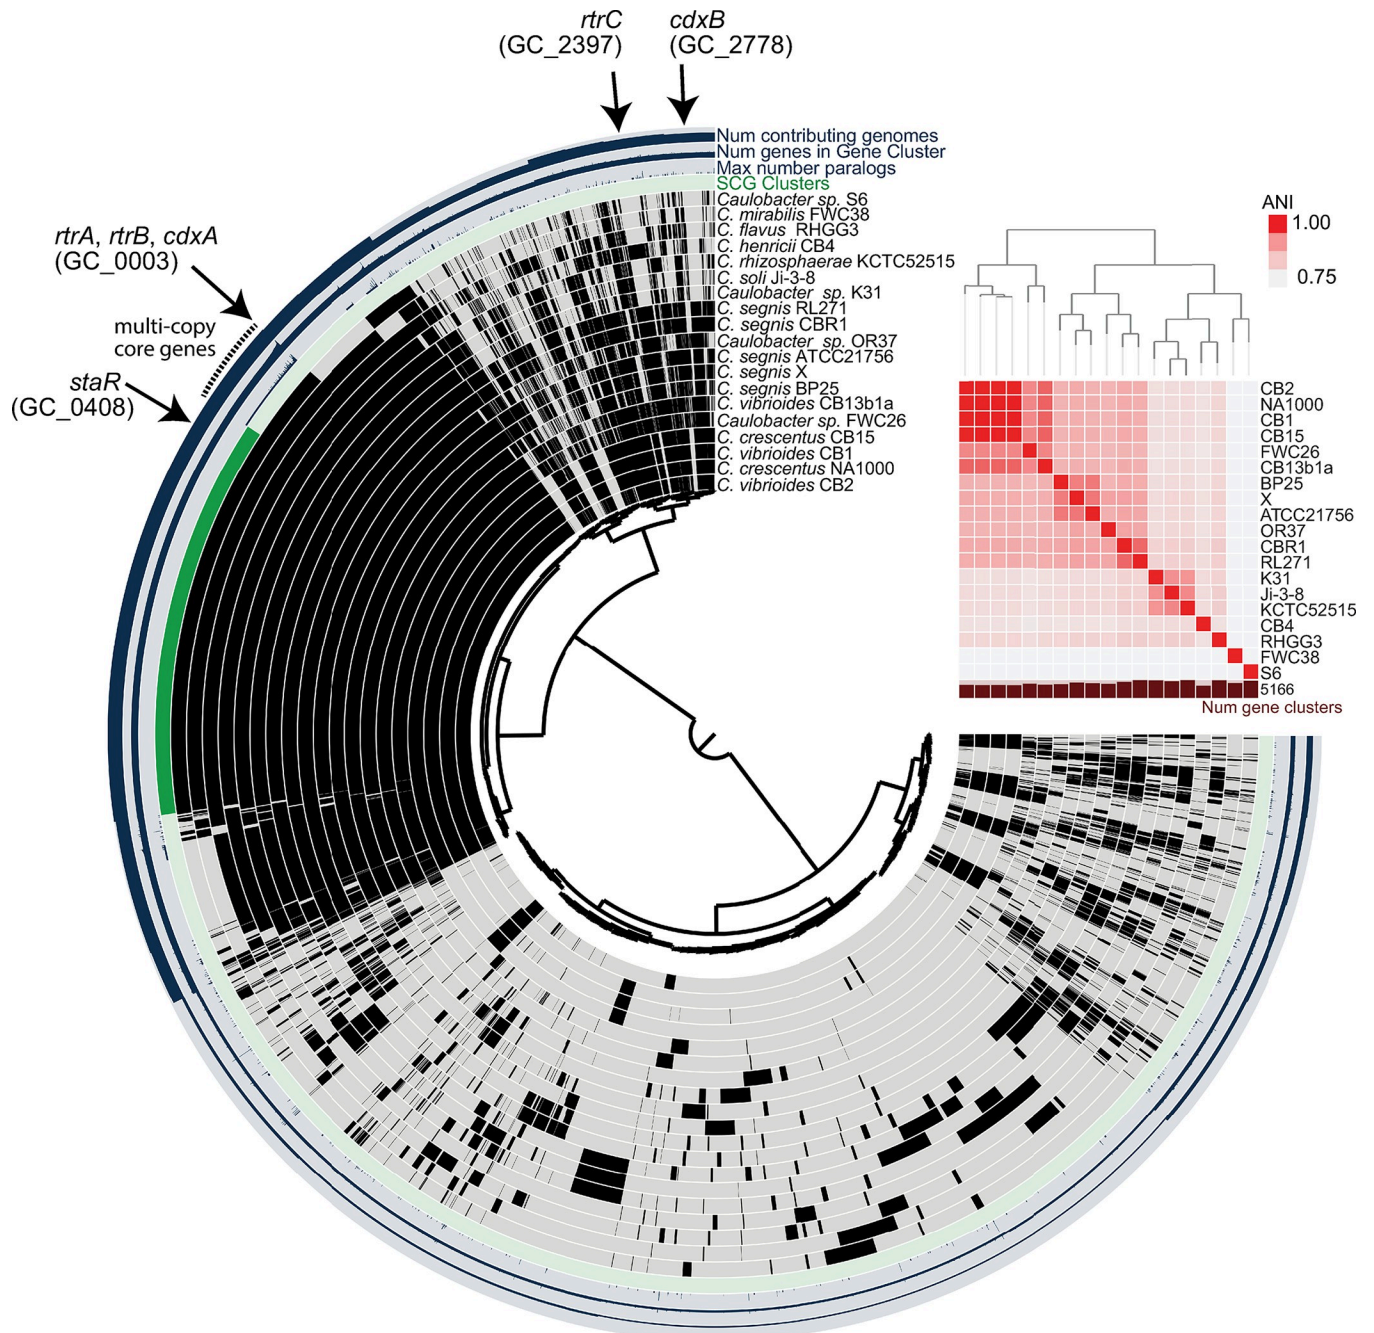 rtrC
(GC_2397)
cdxB
(GC_2778)
rtrA, rtrB, cdxA
(GC_0003)
multi-copy
core genes
staR
(GC_0408)
Num contributing genomes
Num genes in Gene Cluster
Max number paralogs
SCG Clusters
Caulobacter sp. S6
C. mirabilis FWC38
C. flavus RHGG3
C. henricii CB4
C. rhizosphaerae KCTC52515
C. soli Ji-3-8
Caulobacter sp. K31
C. segnis RL271
C. segnis CBR1
Caulobacter sp. OR37
C. segnis ATCC21756
C. segnis X
C. segnis BP25
C. vibrioides CB13b1a
Caulobacter sp. FWC26
C. crescentus CB15
C. vibrioides CB1
C. crescentus NA1000
C. vibrioides CB2
ANI
1.00
0.75
CB2
NA1000
CB1
CB15
FWC26
CB13b1a
BP25
X
ATCC21756
OR37
CBR1
RL271
K31
Ji-3-8
KCTC52515
CB4
RHGG3
FWC38
S6
5166
Num gene clusters